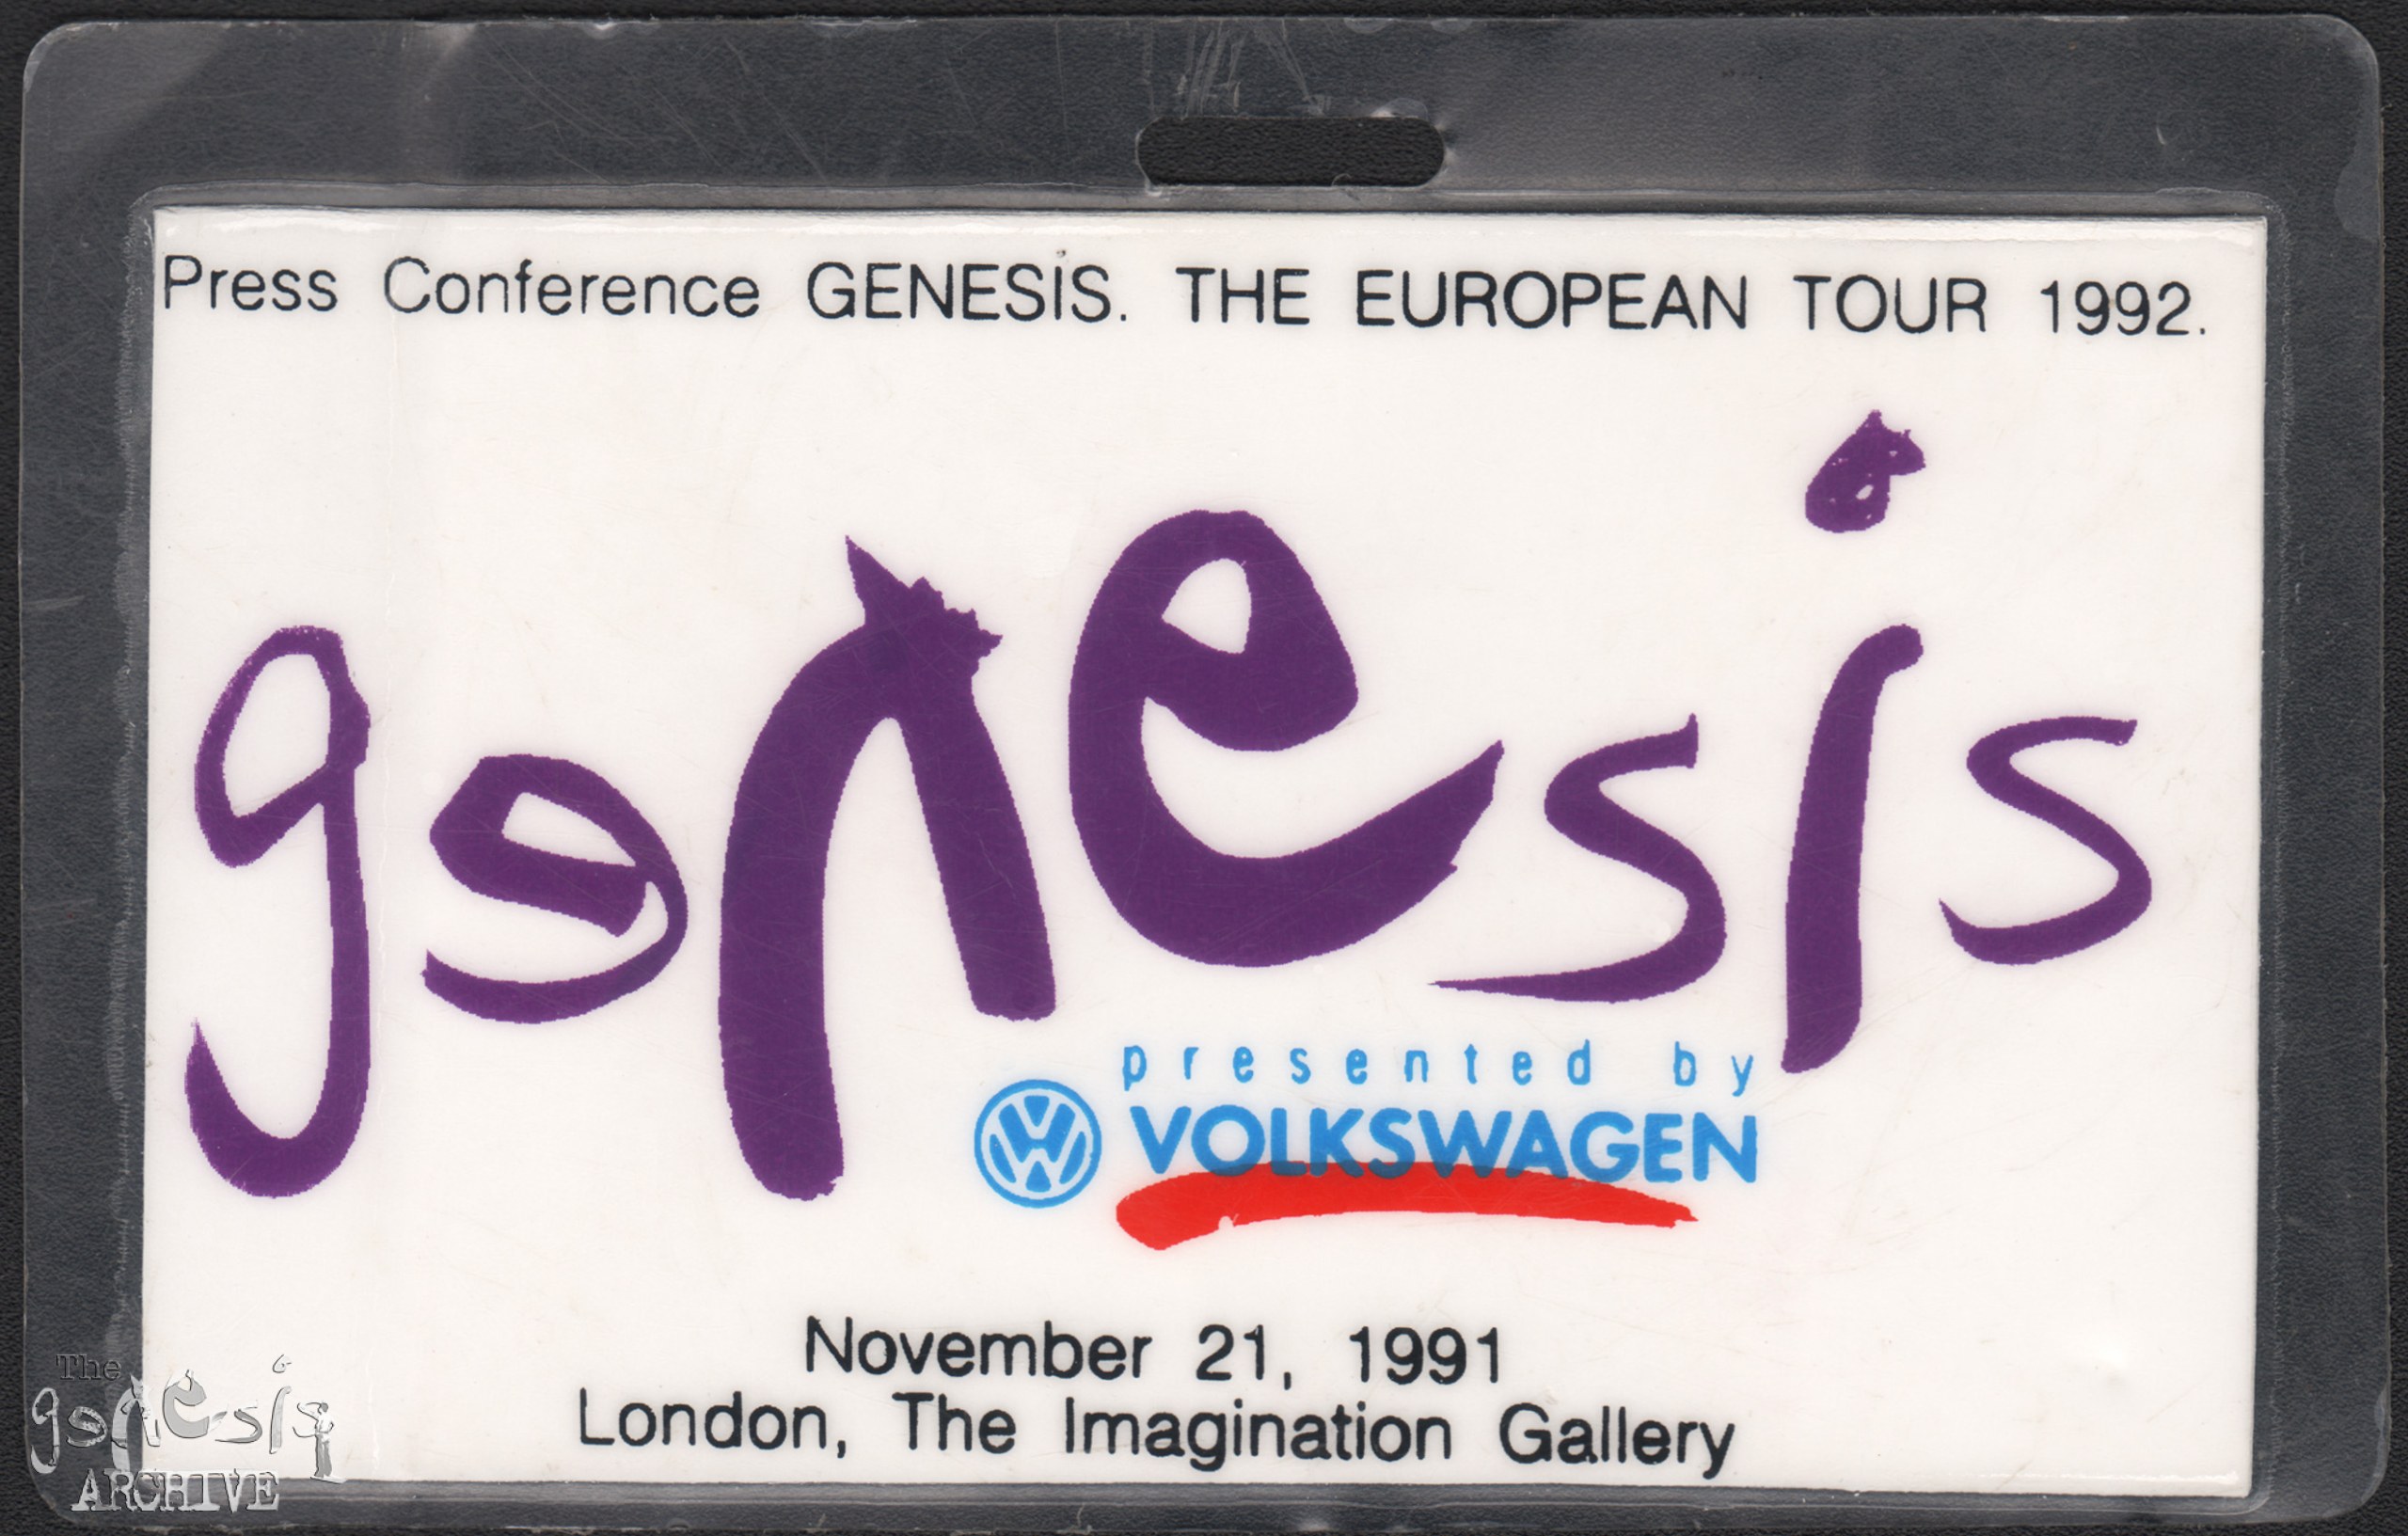 Press Conference GENESIS. THE EUROPEAN TOUR 1992.
genesis
presented by
VOLKSWAGEN
November 21, 1991
London, The Imagination Gallery
The
genesis
ARCHIVE